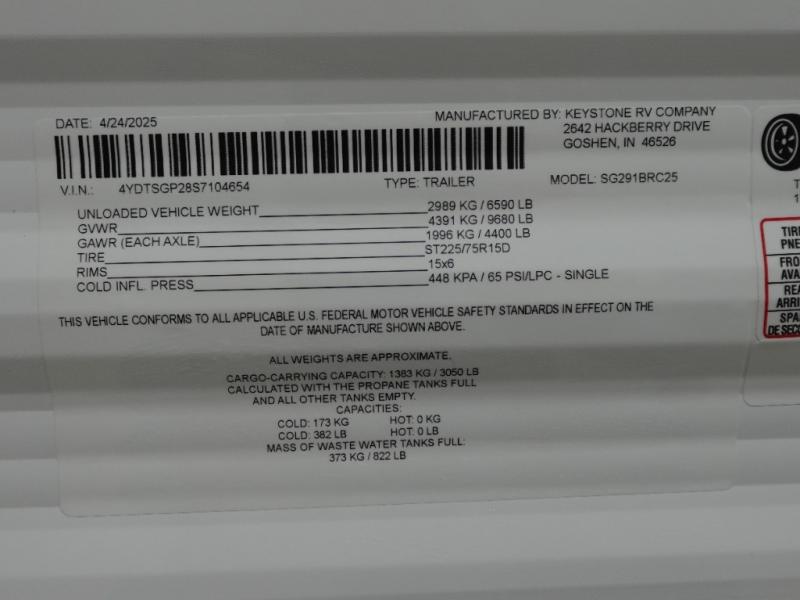 DATE: 4/24/2025
MANUFACTURED BY: KEYSTONE RV COMPANY
2642 HACKBERRY DRIVE
GOSHEN, IN 46526
V.I.N.: 4YDTSGP28S7104654 TYPE: TRAILER MODEL: SG291BRC25
UNLOADED VEHICLE WEIGHT 2989 KG / 6590 LB
GVWR 4391 KG / 9680 LB
GAWR (EACH AXLE) 1996 KG / 4400 LB
TIRE ST225/75R15D
RIMS 15x6
COLD INFL. PRESS 448 KPA / 65 PSI/LPC - SINGLE
THIS VEHICLE CONFORMS TO ALL APPLICABLE U.S. FEDERAL MOTOR VEHICLE SAFETY STANDARDS IN EFFECT ON THE
DATE OF MANUFACTURE SHOWN ABOVE.
ALL WEIGHTS ARE APPROXIMATE.
CARGO-CARRYING CAPACITY: 1383 KG / 3050 LB
CALCULATED WITH THE PROPANE TANKS FULL
AND ALL OTHER TANKS EMPTY.
CAPACITIES:
COLD: 173 KG HOT: 0 KG
COLD: 382 LB HOT: 0 LB
MASS OF WASTE WATER TANKS FULL:
373 KG / 822 LB
TIRE
SPA